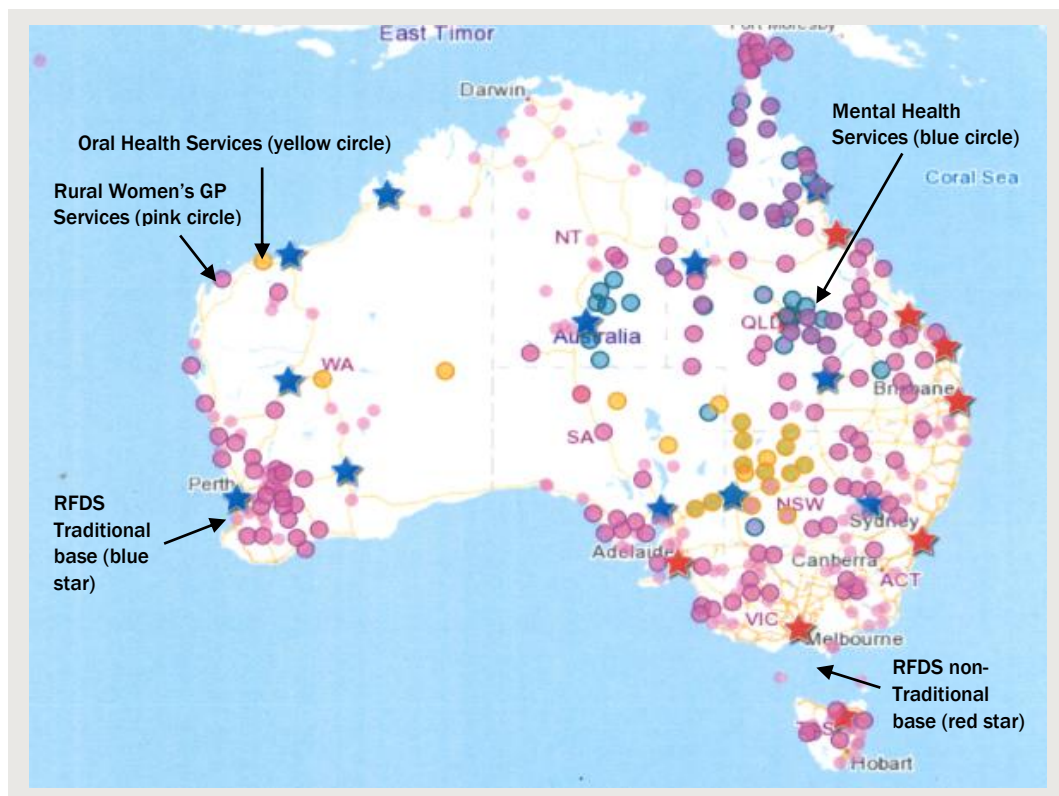 Port Moresby
East Timor
Darwin
Mental Health
Services (blue circle)
Oral Health Services (yellow circle)
Rural Women's GP
Services (pink circle)
Coral Sea
NT
QLD
Australia
WA
Brisbane
SA
Perth
NSW
RFDS
Traditional
base (blue
star)
Sydney
Adelaide
Canberra
ACT
VIC
Melbourne
RFDS non-
Traditional
base (red star)
TAS
Hobart